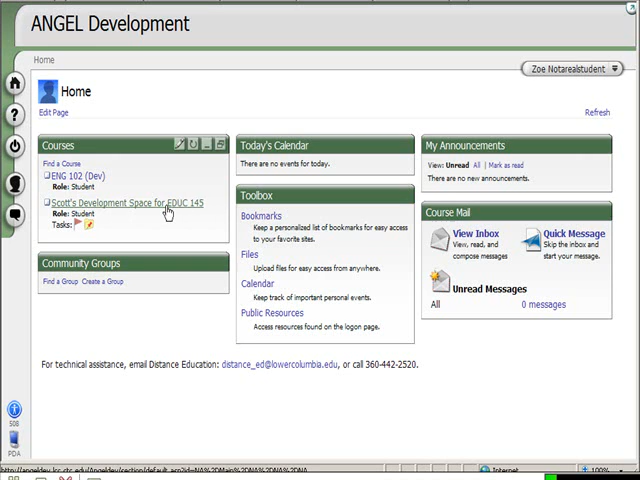 ANGEL Development
Home
Zoe Notarealstudent
Home
Edit Page
Refresh
Courses
Find a Course
ENG 102 (Dev)
Role: Student
Scott's Development Space for EDUC 145
Role: Student
Tasks:
Community Groups
Find a Group Create a Group
Today's Calendar
There are no events for today.
Toolbox
Bookmarks
Keep a personalized list of bookmarks for easy access
to your favorite sites.
Files
Upload files for easy access from anywhere.
Calendar
Keep track of important personal events.
Public Resources
Access resources found on the logon page.
My Announcements
View: Unread All | Mark as read
There are no new announcements.
Course Mail
View Inbox
View, read, and
compose messages
Quick Message
Skip the inbox and
start your message.
Unread Messages
All 0 messages
For technical assistance, email Distance Education: distance_ed@lowercolumbia.edu, or call 360-442-2520.
508
PDA
Internet
100%